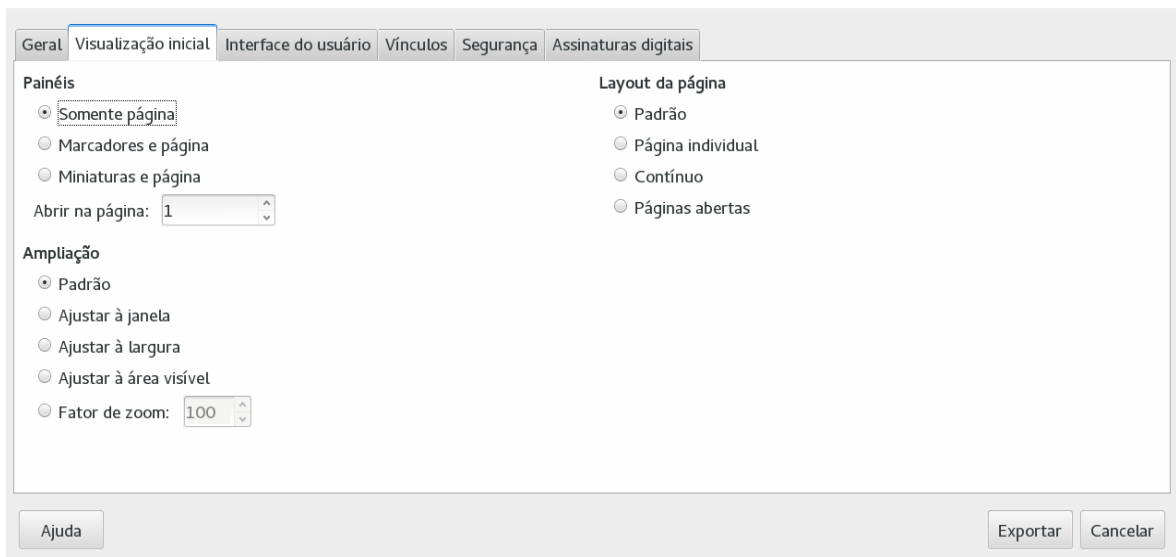 Geral Visualização inicial Interface do usuário Vínculos Segurança Assinaturas digitais
Painéis
Somente página
Marcadores e página
Miniaturas e página
Abrir na página: 1
Ampliação
Padrão
Ajustar à janela
Ajustar à largura
Ajustar à área visível
Fator de zoom: 100
Layout da página
Padrão
Página individual
Contínuo
Páginas abertas
Ajuda Exportar Cancelar